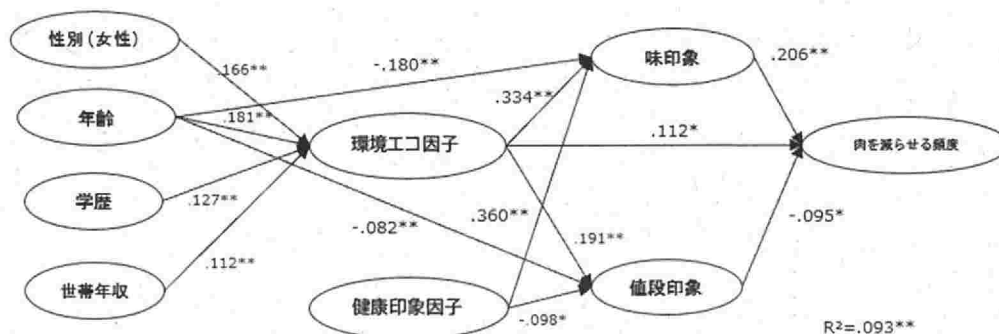 性別(女性)
年齢
学歴
世帯年収
.166**
.181**
.127**
.112**
-.180**
-.082**
環境エコ因子
健康印象因子
.334**
.112*
.360**
.191**
-.098*
味印象
値段印象
.206**
-.095*
肉を減らせる頻度
R²=.093**